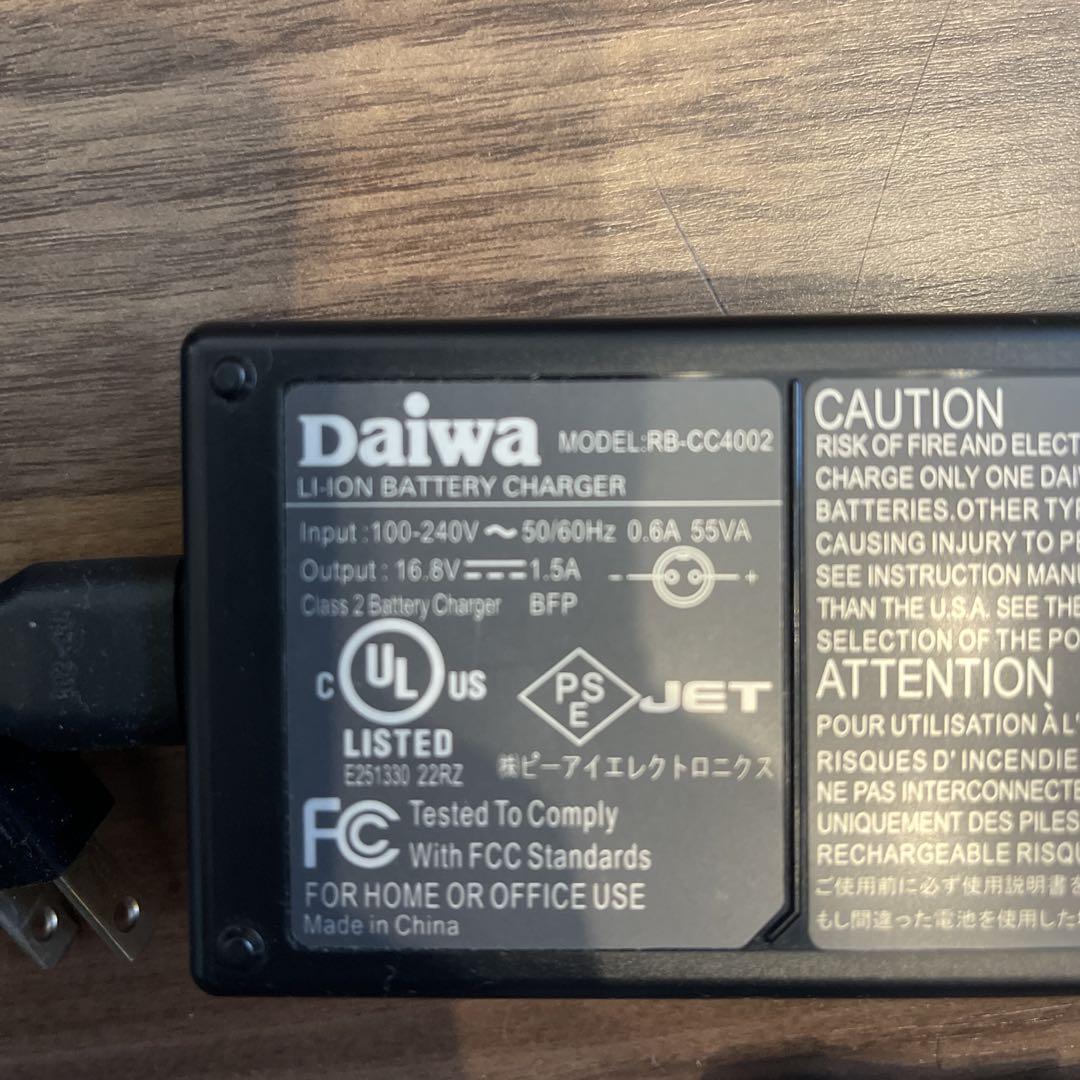 Daiwa MODEL:RB-CC4002
LI-ION BATTERY CHARGER
Input:100-240V～50/60Hz 0.6A 55VA
Output:16.8V⎓1.5A - +
Class 2 Battery Charger BFP
C UL US
LISTED
E251330 22RZ
PSE JET
㈱ピーアイエレクトロニクス
FC Tested To Comply
With FCC Standards
FOR HOME OR OFFICE USE
Made in China
CAUTION
RISK OF FIRE AND ELECT
CHARGE ONLY ONE DAI
BATTERIES.OTHER TYP
CAUSING INJURY TO PE
SEE INSTRUCTION MAN
THAN THE U.S.A. SEE THE
SELECTION OF THE PO
ATTENTION
POUR UTILISATION À L'
RISQUES D' INCENDIE
NE PAS INTERCONNECTE
UNIQUEMENT DES PILES
RECHARGEABLE RISQU
ご使用前に必ず使用説明書を
もし間違った電池を使用した